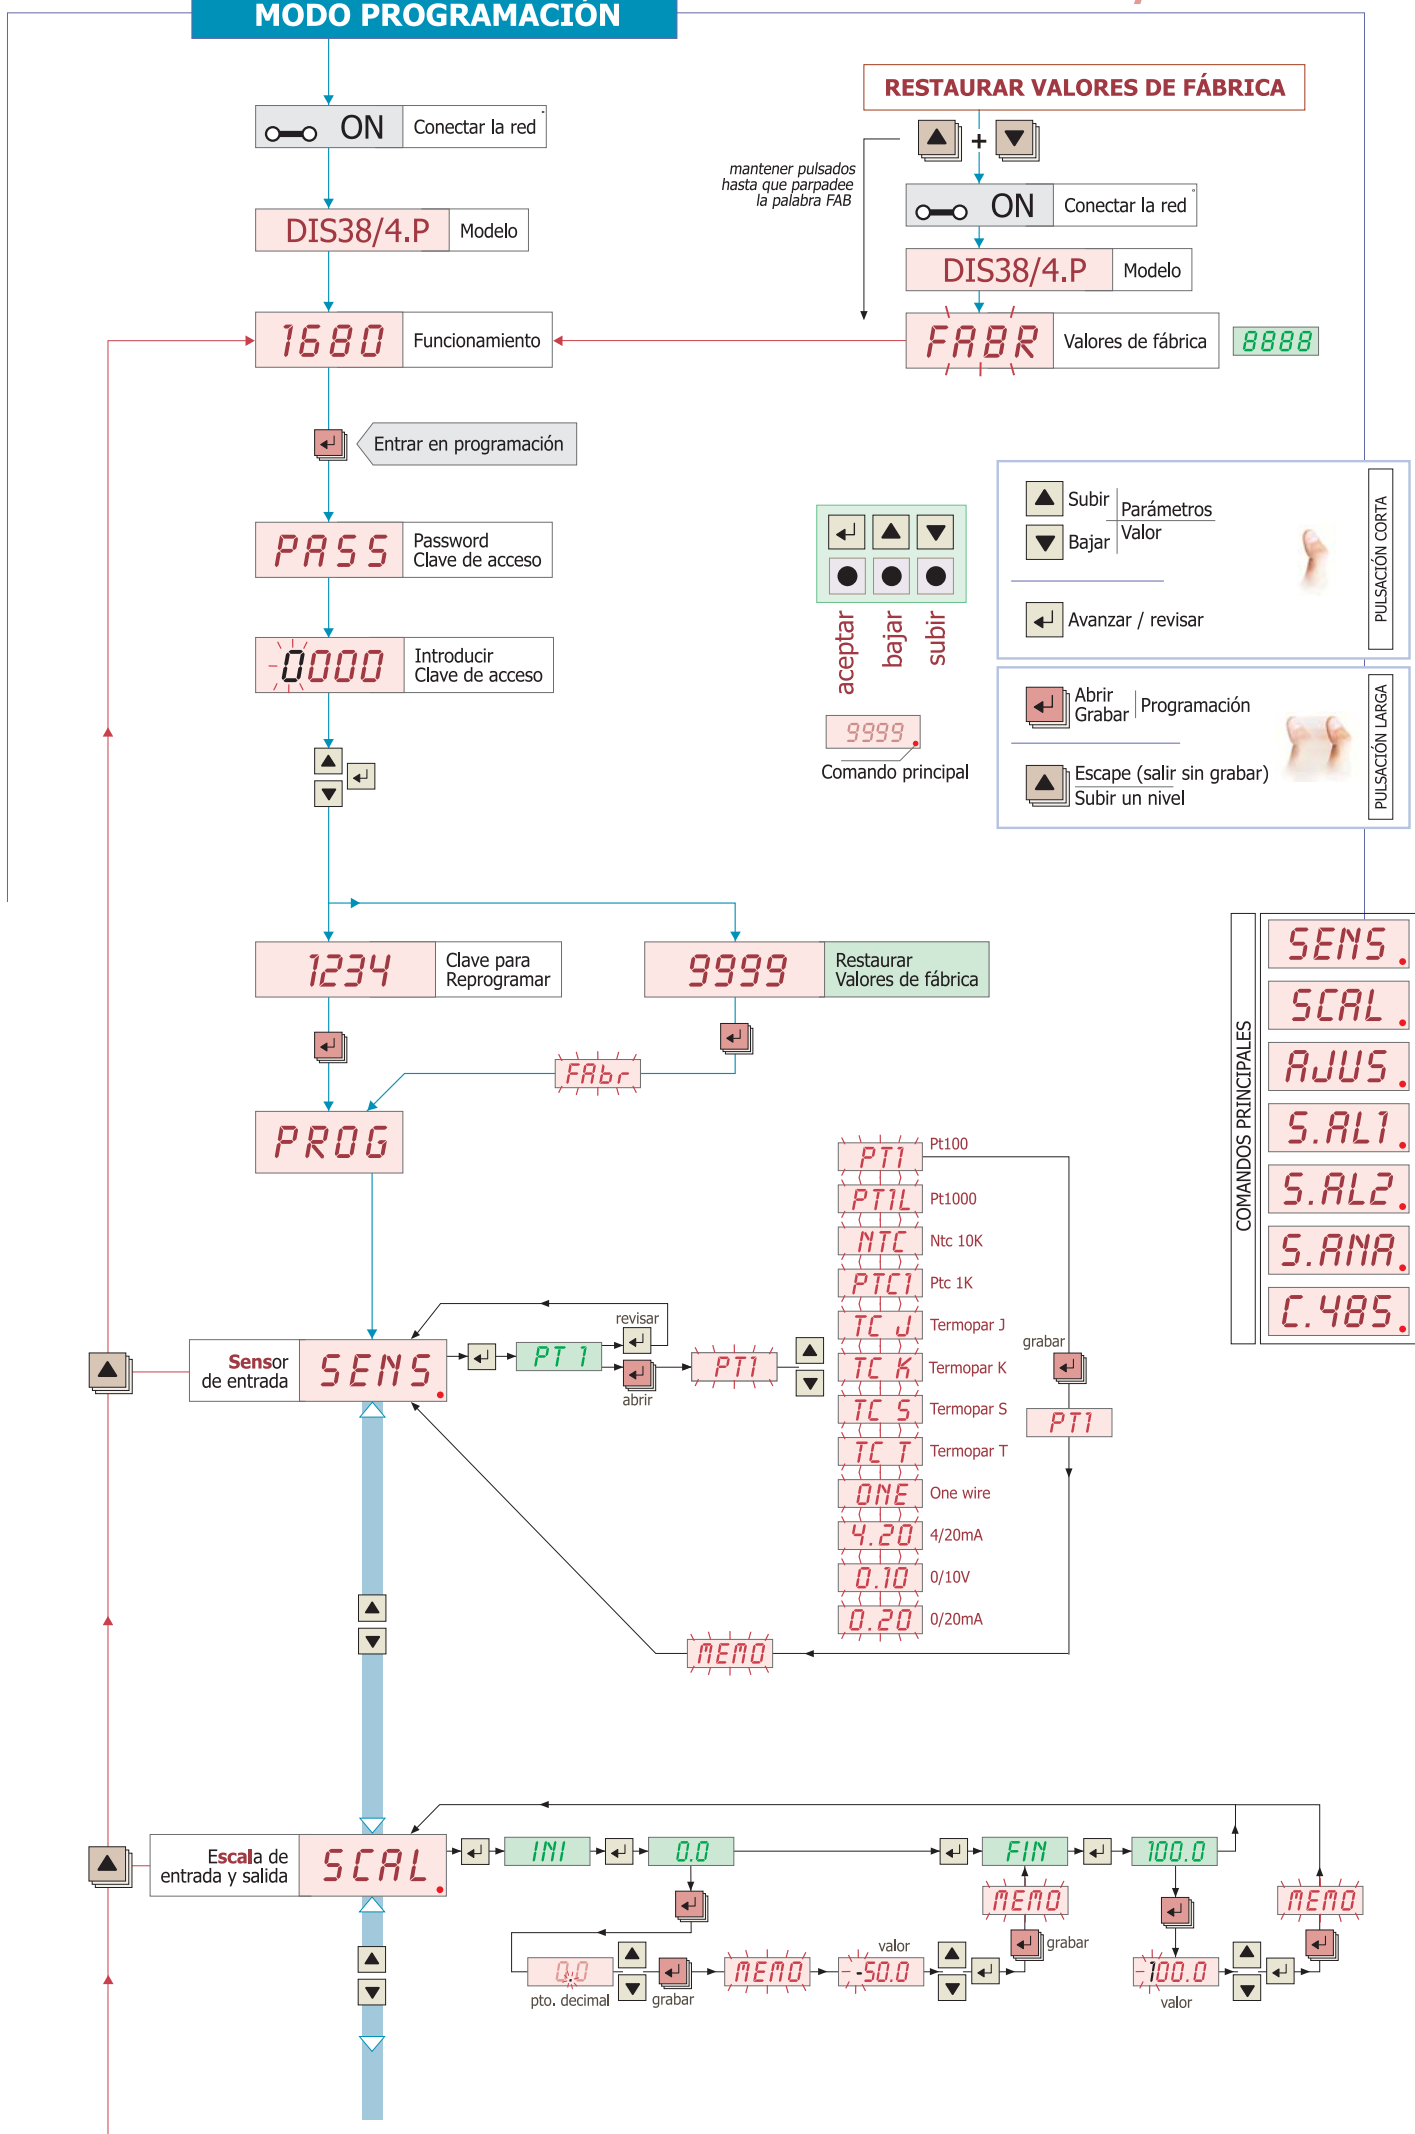 MODO PROGRAMACIÓN
RESTAURAR VALORES DE FÁBRICA
ON
Conectar la red
+
mantener pulsados
hasta que parpadee
la palabra FAB
ON
Conectar la red
DIS38/4.P
Modelo
DIS38/4.P
Modelo
1680
Funcionamiento
FABR
Valores de fábrica
8888
Entrar en programación
Subir
Bajar
Parámetros
Valor
Avanzar / revisar
PULSACIÓN CORTA
PASS
Password
Clave de acceso
aceptar
bajar
subir
0000
Introducir
Clave de acceso
Abrir
Grabar
Programación
Escape (salir sin grabar)
Subir un nivel
PULSACIÓN LARGA
9999.
Comando principal
1234
Clave para
Reprogramar
9999
Restaurar
Valores de fábrica
FAbr
PROG
COMANDOS PRINCIPALES
SENS.
SCAL.
AJUS.
S.AL1.
S.AL2.
S.ANA.
C.485.
PT1
Pt100
PT1L
Pt1000
NTC
Ntc 10K
PTC1
Ptc 1K
TC J
Termopar J
TC K
Termopar K
TC S
Termopar S
TC T
Termopar T
ONE
One wire
4.20
4/20mA
0.10
0/10V
0.20
0/20mA
Sensor
de entrada
SENS.
PT 1
revisar
abrir
PT1
grabar
PT1
MEMO
Escala de
entrada y salida
SCAL.
INI
0.0
FIN
100.0
MEMO
MEMO
grabar
0.0
pto. decimal
grabar
MEMO
valor
-50.0
100.0
valor